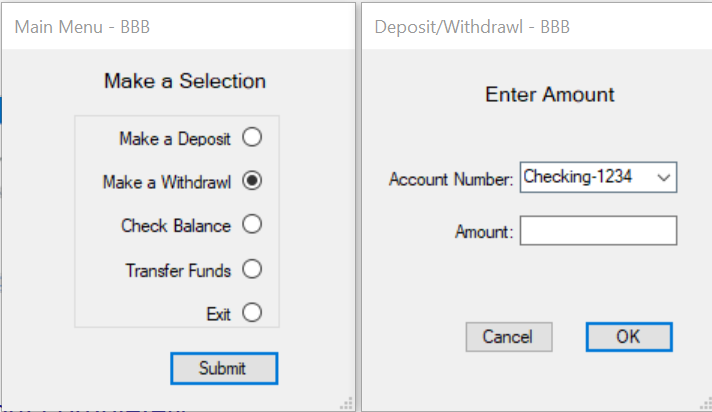 Main Menu - BBB
Make a Selection
Make a Deposit
Make a Withdrawl
Check Balance
Transfer Funds
Exit
Submit
Deposit/Withdrawl - BBB
Enter Amount
Account Number: Checking-1234
Amount:
Cancel OK